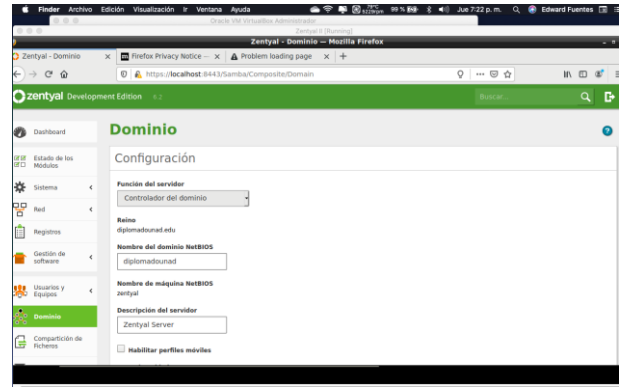 Finder Archivo Edición Visualización Ir Ventana Ayuda 99 % Jue 7:22 p. m. Edward Fuentes
Oracle VM VirtualBox Administrador
Zentyal II [Running]
Zentyal - Dominio — Mozilla Firefox
Zentyal - Dominio × Firefox Privacy Notice — × Problem loading page × +
https://localhost:8443/Samba/Composite/Domain
zentyal Development Edition 6.2 Buscar...
Dashboard
Estado de los Módulos
Sistema
Red
Registros
Gestión de software
Usuarios y Equipos
Dominio
Compartición de Ficheros
Dominio
Configuración
Función del servidor
Controlador del dominio
Reino
diplomadounad.edu
Nombre del dominio NetBIOS
diplomadounad
Nombre de máquina NetBIOS
zentyal
Descripción del servidor
Zentyal Server
Habilitar perfiles móviles